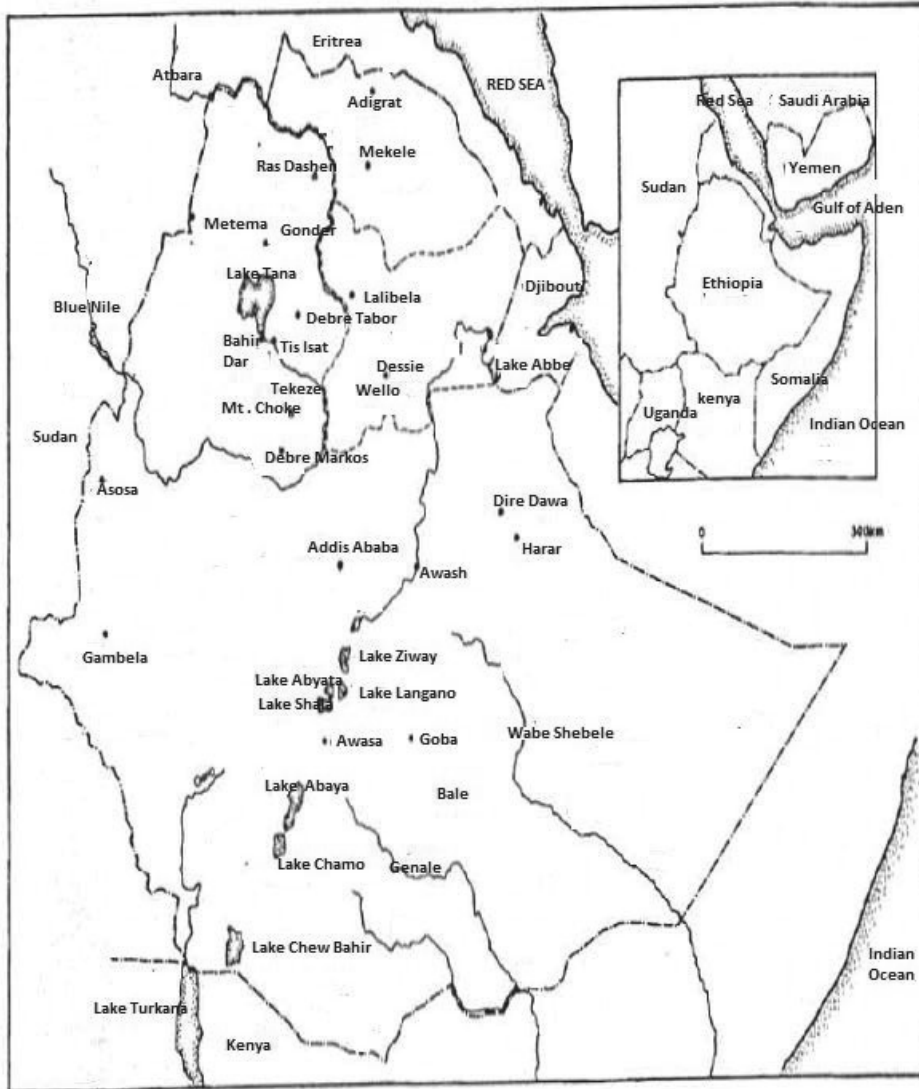 Eritrea
Atbara
RED SEA
Adigrat
Red Sea
Saudi Arabia
Mekele
Ras Dashen
Yemen
Sudan
Metema
Gonder
Gulf of Aden
Lake Tana
Ethiopia
Lalibela
Djibout
Blue Nile
Debre Tabor
Bahir
Dar
Tis Isat
Dessie
Lake Abbe
Tekeze
Wello
Somalia
kenya
Mt . Choke
Uganda
Indian Ocean
Sudan
Debre Markos
Asosa
Dire Dawa
0
Addis Ababa
Harar
Awash
Gambela
Lake Ziway
Lake Abyata
Lake Langano
Lake Shala
Awasa
Goba
Wabe Shebele
Lake Abaya
Bale
Lake Chamo
Genale
Lake Chew Bahir
Indian
Ocean
Lake Turkana
Kenya